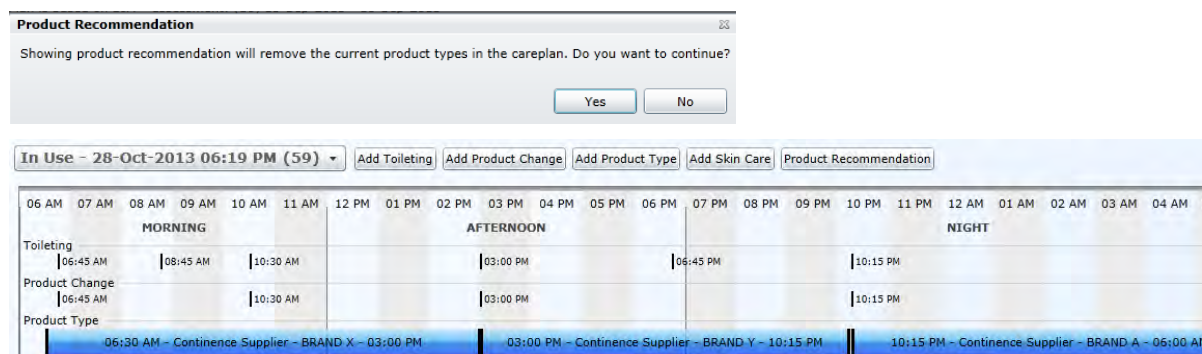 Product Recommendation
Showing product recommendation will remove the current product types in the careplan. Do you want to continue?
Yes No
In Use - 28-Oct-2013 06:19 PM (59) Add Toileting Add Product Change Add Product Type Add Skin Care Product Recommendation
06 AM 07 AM 08 AM 09 AM 10 AM 11 AM 12 PM 01 PM 02 PM 03 PM 04 PM 05 PM 06 PM 07 PM 08 PM 09 PM 10 PM 11 PM 12 AM 01 AM 02 AM 03 AM 04 AM
MORNING AFTERNOON NIGHT
Toileting
06:45 AM 08:45 AM 10:30 AM 03:00 PM 06:45 PM 10:15 PM
Product Change
06:45 AM 10:30 AM 03:00 PM 10:15 PM
Product Type
06:30 AM - Continence Supplier - BRAND X - 03:00 PM 03:00 PM - Continence Supplier - BRAND Y - 10:15 PM 10:15 PM - Continence Supplier - BRAND A - 06:00 A